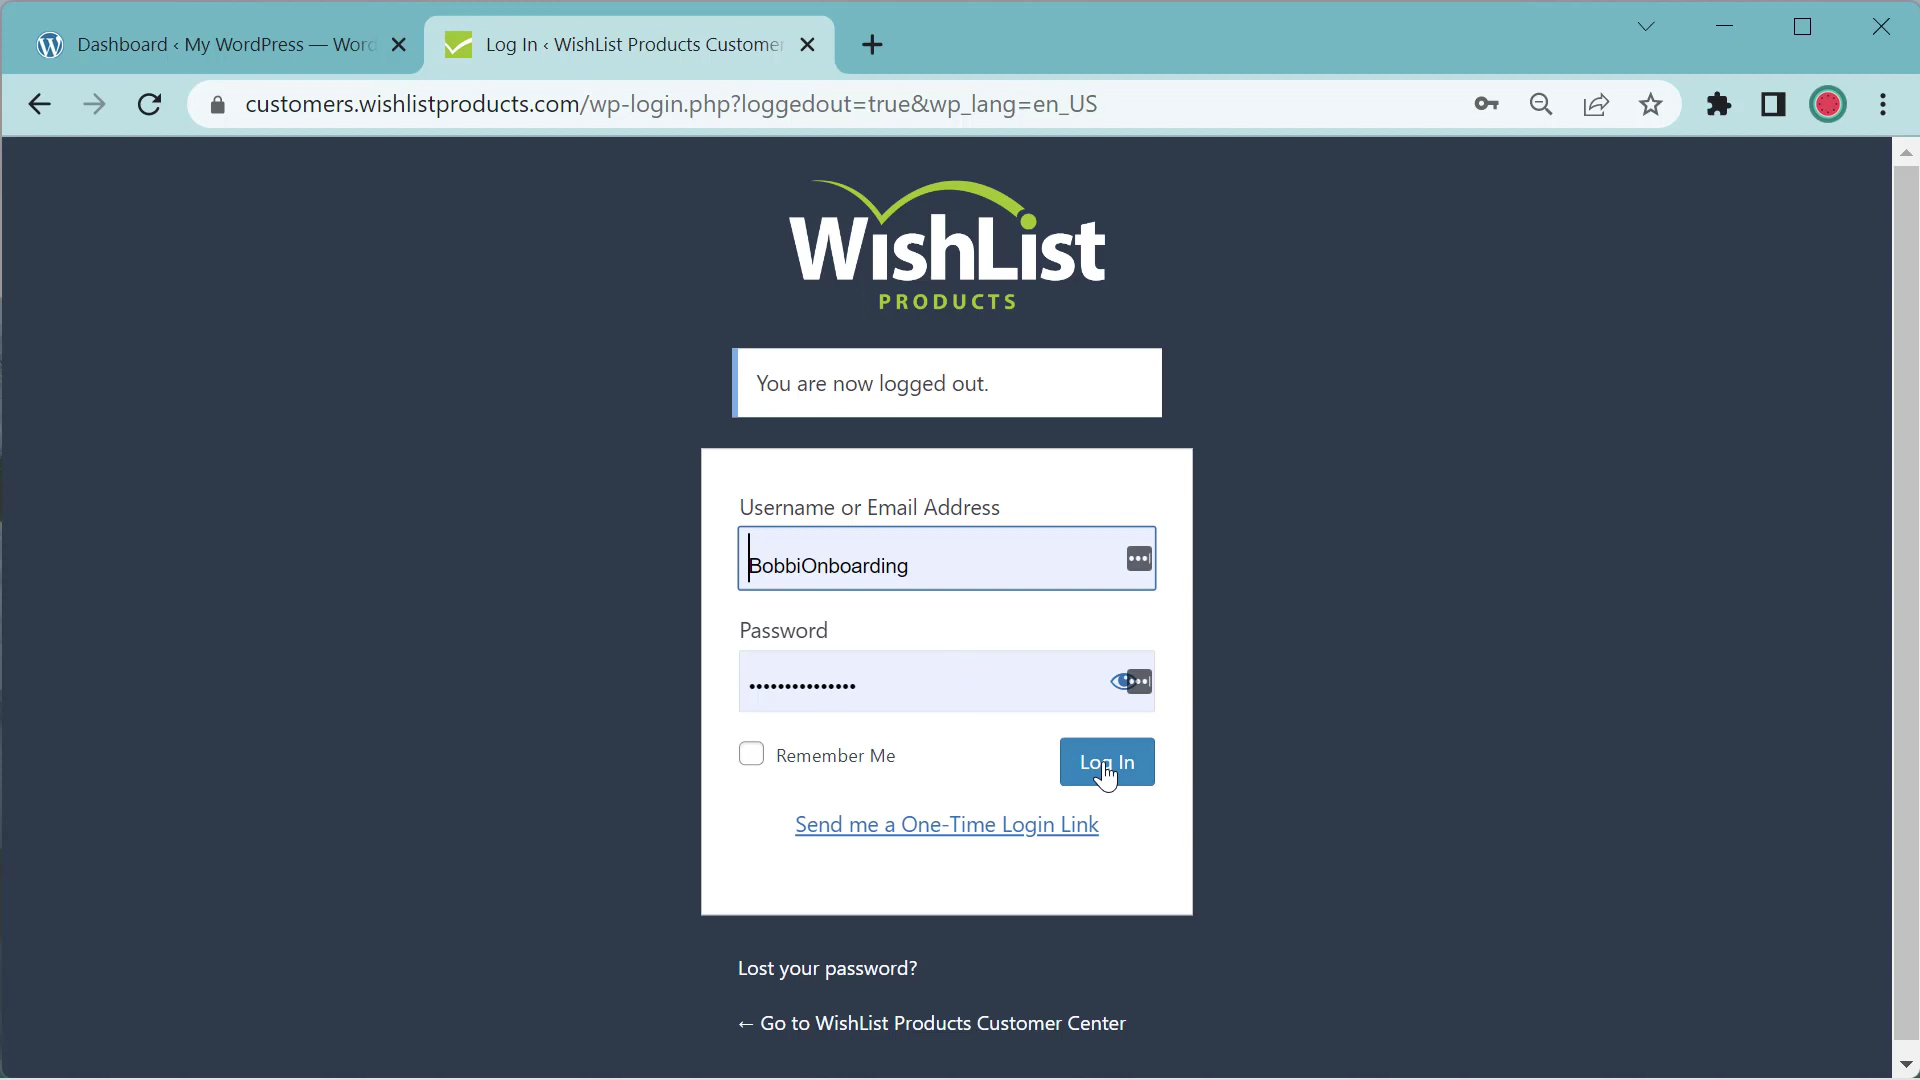 Dashboard ‹ My WordPress — Word
Log In ‹ WishList Products Customer
customers.wishlistproducts.com/wp-login.php?loggedout=true&wp_lang=en_US
WishList
PRODUCTS
You are now logged out.
Username or Email Address
BobbiOnboarding
Password
Remember Me
Log In
Send me a One-Time Login Link
Lost your password?
← Go to WishList Products Customer Center